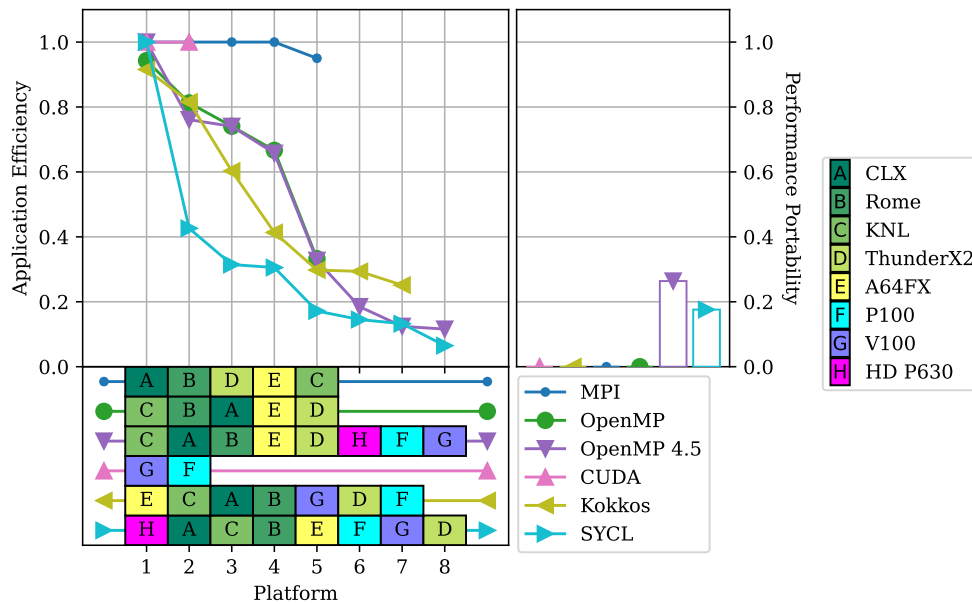 1.0
0.8
0.6
0.4
0.2
0.0
Application Efficiency
1.0
0.8
0.6
0.4
0.2
0.0
Performance Portability
A B D E C
C B A E D
C A B E D H F G
G F
E C A B G D F
H A C B E F G D
1 2 3 4 5 6 7 8
Platform
MPI
OpenMP
OpenMP 4.5
CUDA
Kokkos
SYCL
A CLX
B Rome
C KNL
D ThunderX2
E A64FX
F P100
G V100
H HD P630